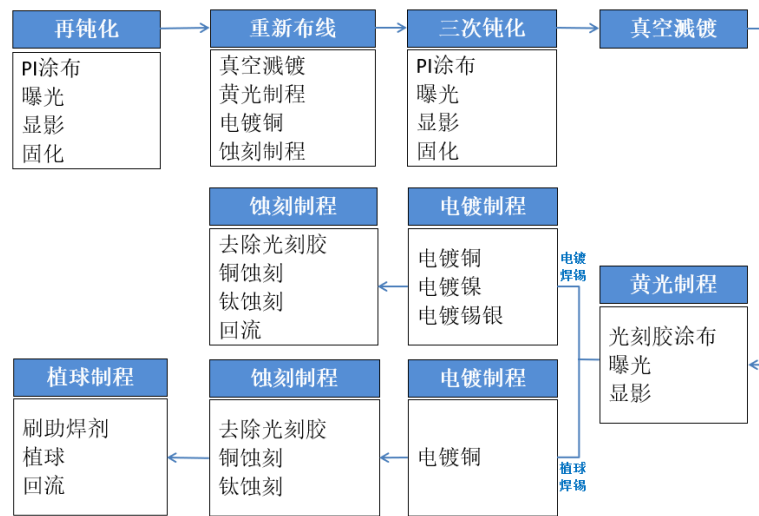 再钝化
PI涂布
曝光
显影
固化
重新布线
真空溅镀
黄光制程
电镀铜
蚀刻制程
三次钝化
PI涂布
曝光
显影
固化
真空溅镀
黄光制程
光刻胶涂布
曝光
显影
电镀
焊锡
电镀制程
电镀铜
电镀镍
电镀锡银
蚀刻制程
去除光刻胶
铜蚀刻
钛蚀刻
回流
植球
焊锡
电镀制程
电镀铜
蚀刻制程
去除光刻胶
铜蚀刻
钛蚀刻
植球制程
刷助焊剂
植球
回流